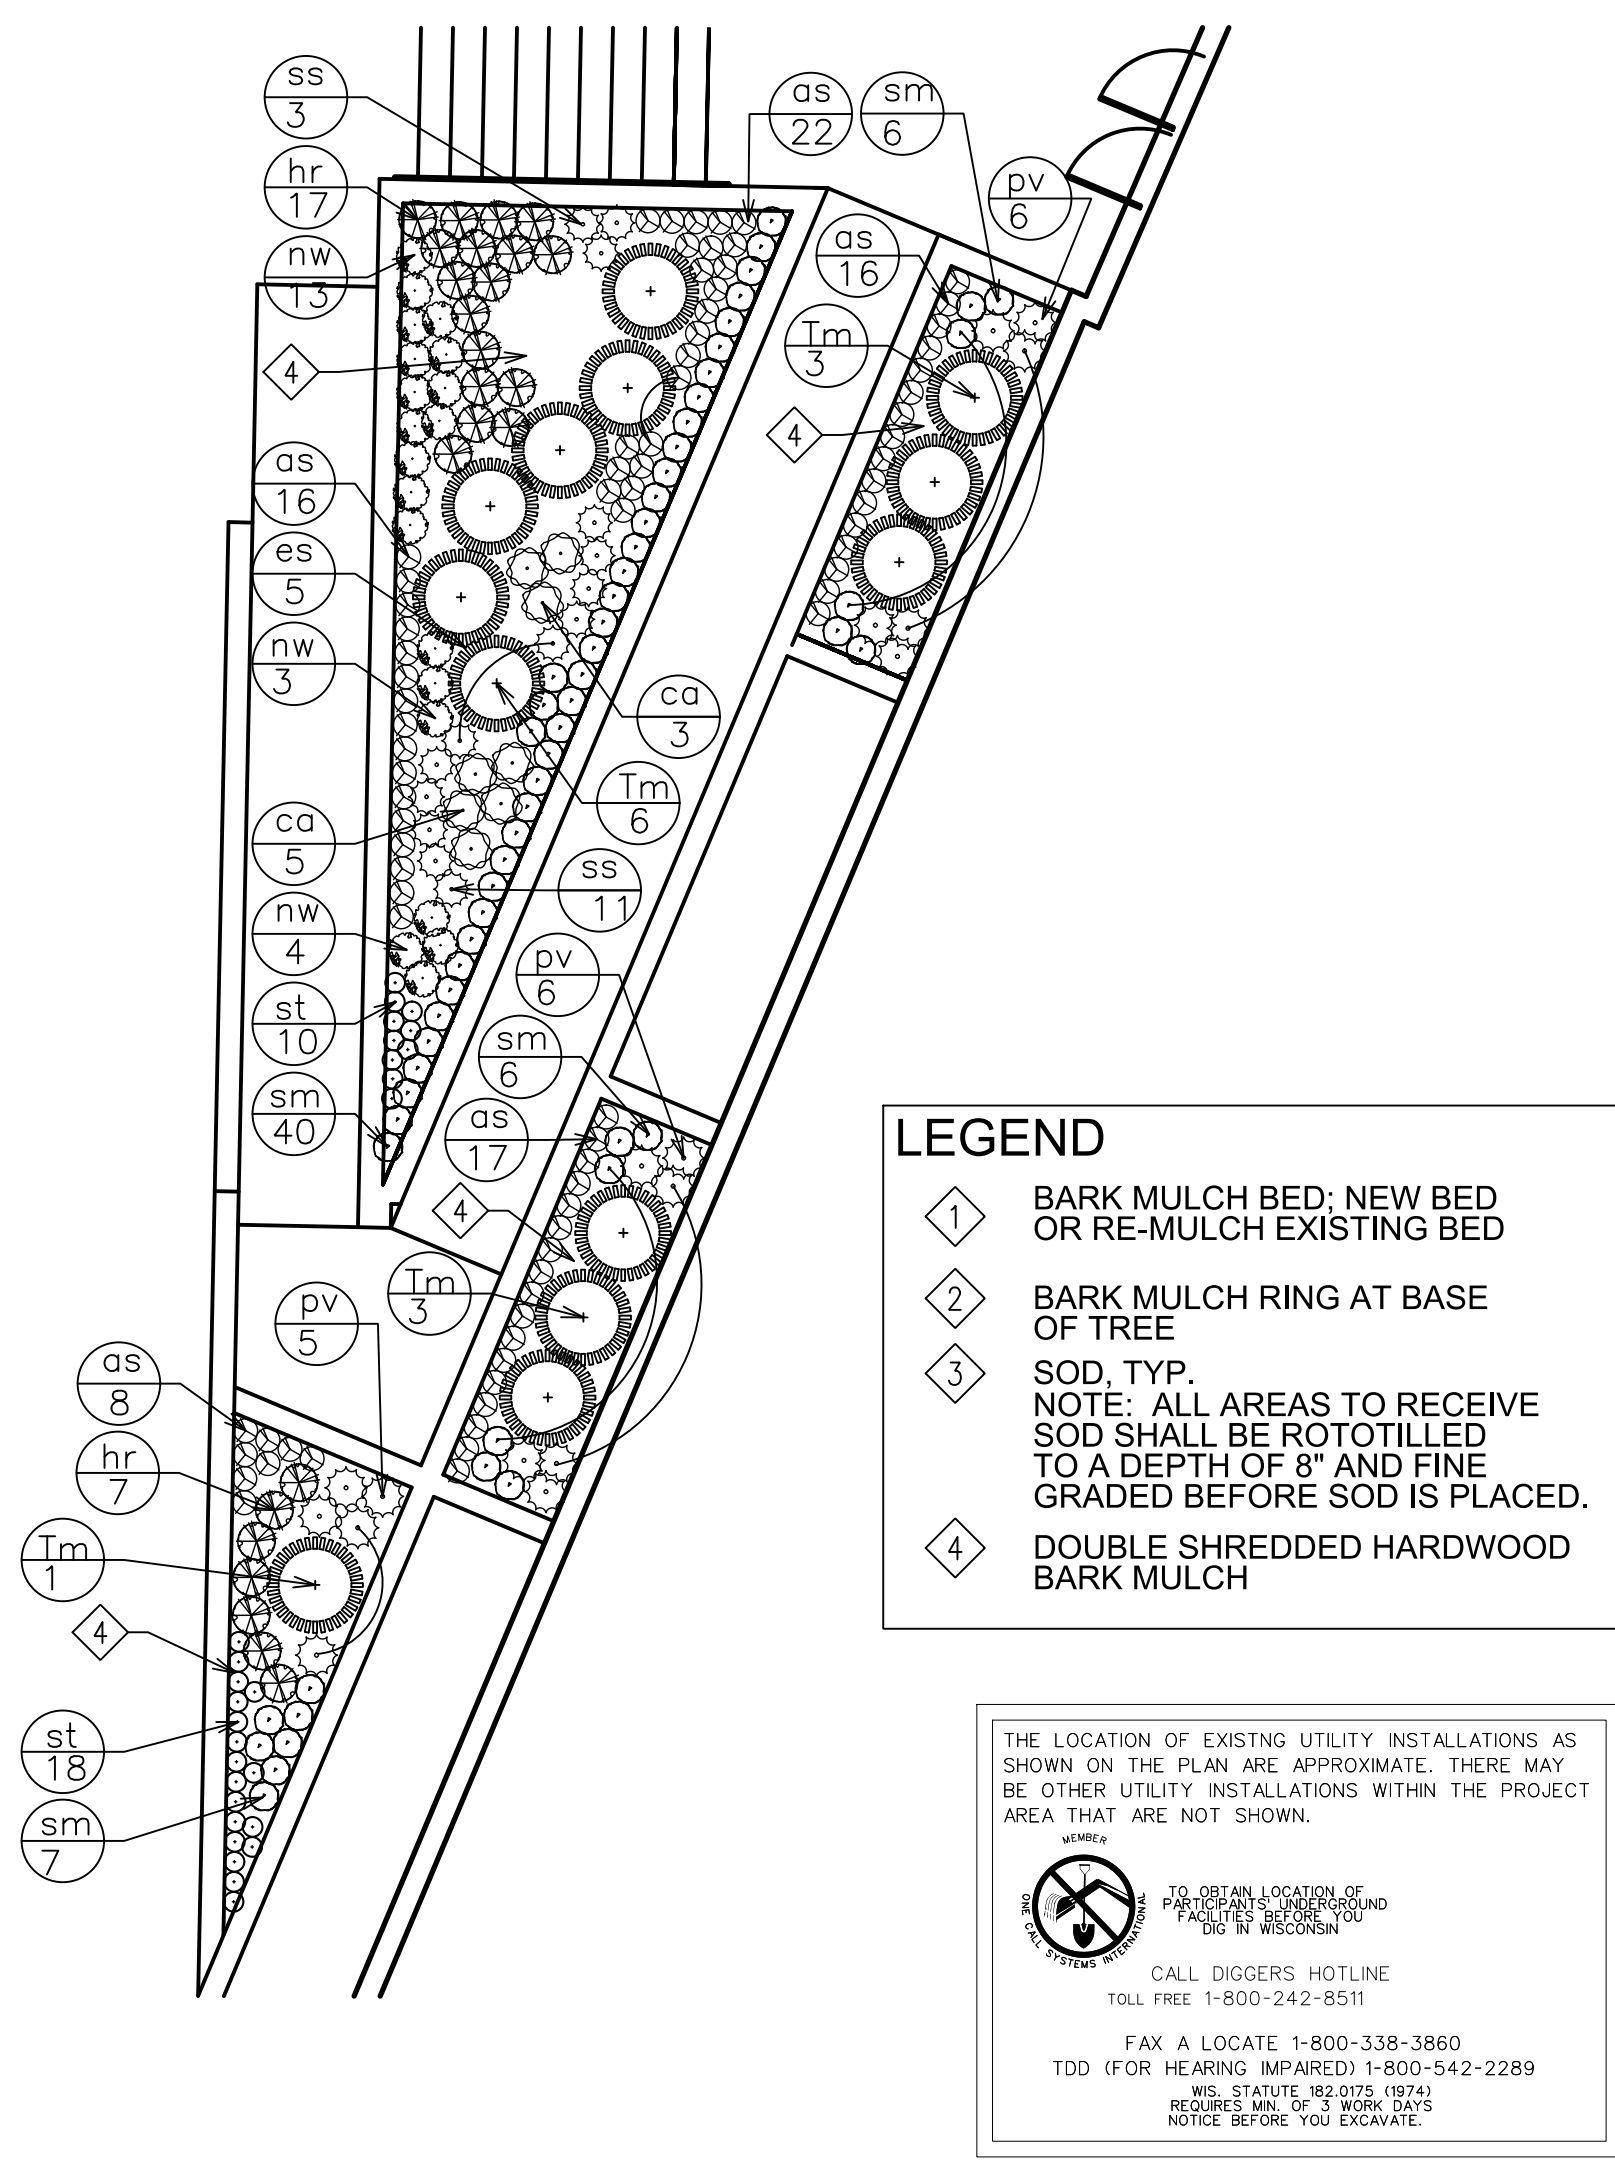 ss
3
hr
17
nw
13
4
as
16
es
5
nw
3
ca
5
nw
4
st
10
sm
40
as
22
sm
6
pv
6
as
16
Tm
3
4
ca
3
Tm
6
ss
11
pv
6
sm
6
as
17
4
Tm
3
pv
5
as
8
hr
7
Tm
1
4
st
18
sm
7
LEGEND
1
BARK MULCH BED; NEW BED
OR RE-MULCH EXISTING BED
2
BARK MULCH RING AT BASE
OF TREE
3
SOD, TYP.
NOTE: ALL AREAS TO RECEIVE
SOD SHALL BE ROTOTILLED
TO A DEPTH OF 8" AND FINE
GRADED BEFORE SOD IS PLACED.
4
DOUBLE SHREDDED HARDWOOD
BARK MULCH
THE LOCATION OF EXISTNG UTILITY INSTALLATIONS AS
SHOWN ON THE PLAN ARE APPROXIMATE. THERE MAY
BE OTHER UTILITY INSTALLATIONS WITHIN THE PROJECT
AREA THAT ARE NOT SHOWN.
MEMBER
ONE CALL SYSTEMS INTERNATIONAL
TO OBTAIN LOCATION OF
PARTICIPANTS' UNDERGROUND
FACILITIES BEFORE YOU
DIG IN WISCONSIN
CALL DIGGERS HOTLINE
TOLL FREE 1-800-242-8511
FAX A LOCATE 1-800-338-3860
TDD (FOR HEARING IMPAIRED) 1-800-542-2289
WIS. STATUTE 182.0175 (1974)
REQUIRES MIN. OF 3 WORK DAYS
NOTICE BEFORE YOU EXCAVATE.